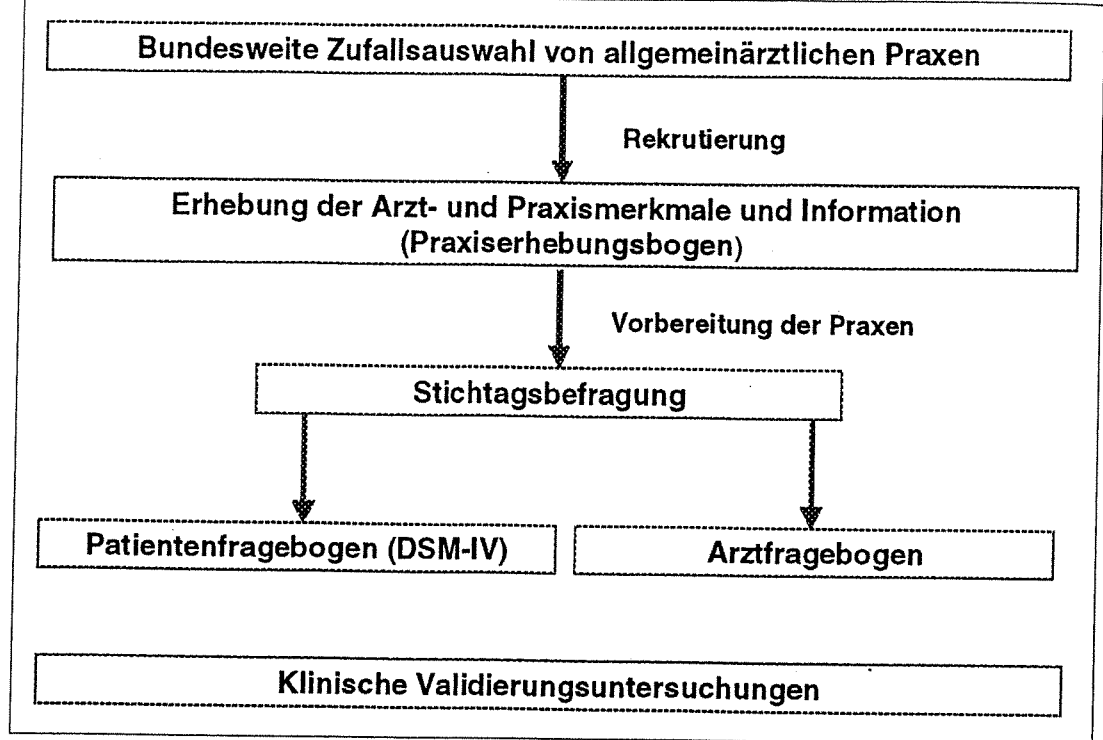 Bundesweite Zufallsauswahl von allgemeinärztlichen Praxen
Rekrutierung
Erhebung der Arzt- und Praxismerkmale und Information
(Praxiserhebungsbogen)
Vorbereitung der Praxen
Stichtagsbefragung
Patientenfragebogen (DSM-IV)
Arztfragebogen
Klinische Validierungsuntersuchungen